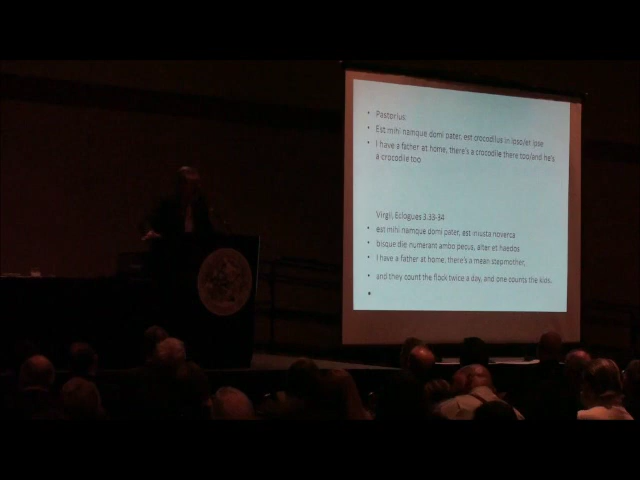 • Pastorius:
• Est mihi namque domi pater, est crocodilus in ipso/et ipse
• I have a father at home, there's a crocodile there too/and he's
a crocodile too
Virgil, Eclogues 3.33-34
• est mihi namque domi pater, est iniusta noverca
• bisque die numerant ambo pecus, alter et haedos
• I have a father at home; there's a mean stepmother,
• and they count the flock twice a day, and one counts the kids.
•